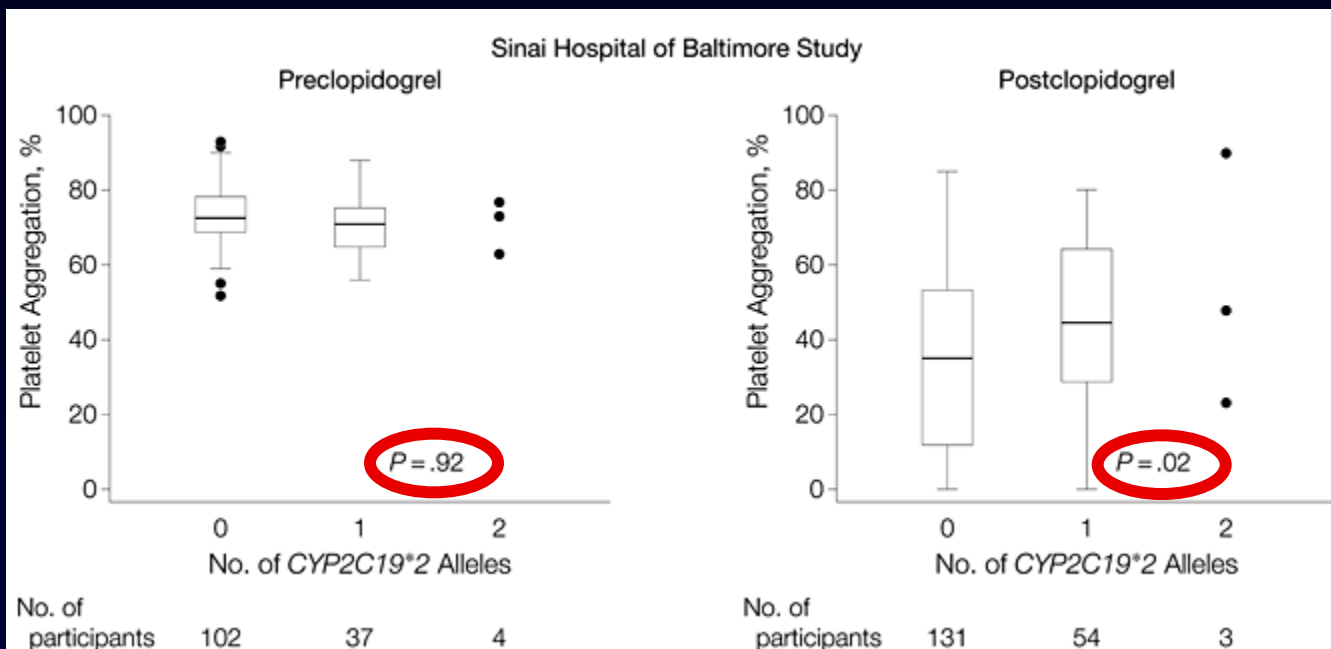 Sinai Hospital of Baltimore Study
Preclopidogrel
Platelet Aggregation, %
100
80
60
40
20
0
P = .92
0 1 2
No. of CYP2C19*2 Alleles
No. of
participants 102 37 4
Postclopidogrel
Platelet Aggregation, %
100
80
60
40
20
0
P = .02
0 1 2
No. of CYP2C19*2 Alleles
No. of
participants 131 54 3